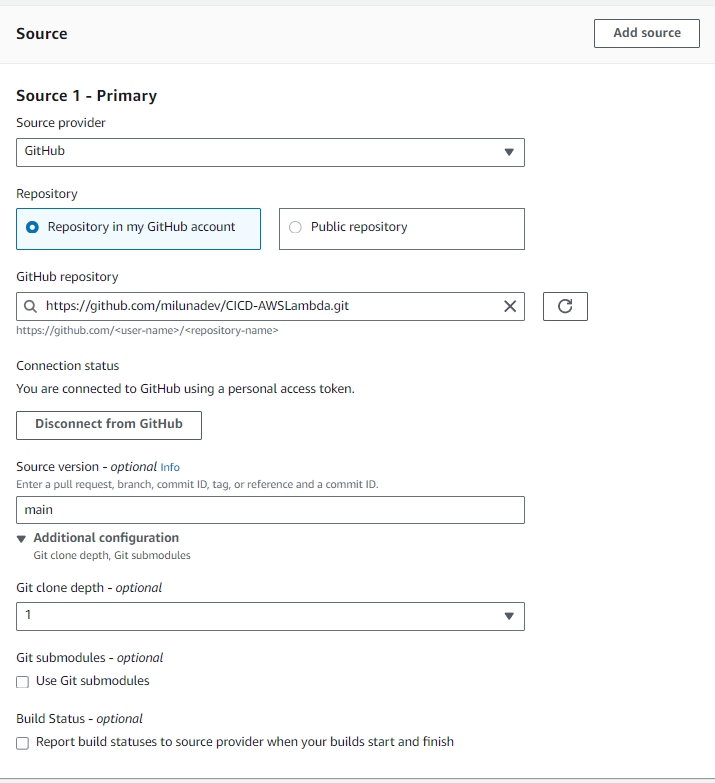 Source
Add source
Source 1 - Primary
Source provider
GitHub
Repository
Repository in my GitHub account
Public repository
GitHub repository
https://github.com/milunadev/CICD-AWSLambda.git
https://github.com/<user-name>/<repository-name>
Connection status
You are connected to GitHub using a personal access token.
Disconnect from GitHub
Source version - optional Info
Enter a pull request, branch, commit ID, tag, or reference and a commit ID.
main
Additional configuration
Git clone depth, Git submodules
Git clone depth - optional
1
Git submodules - optional
Use Git submodules
Build Status - optional
Report build statuses to source provider when your builds start and finish